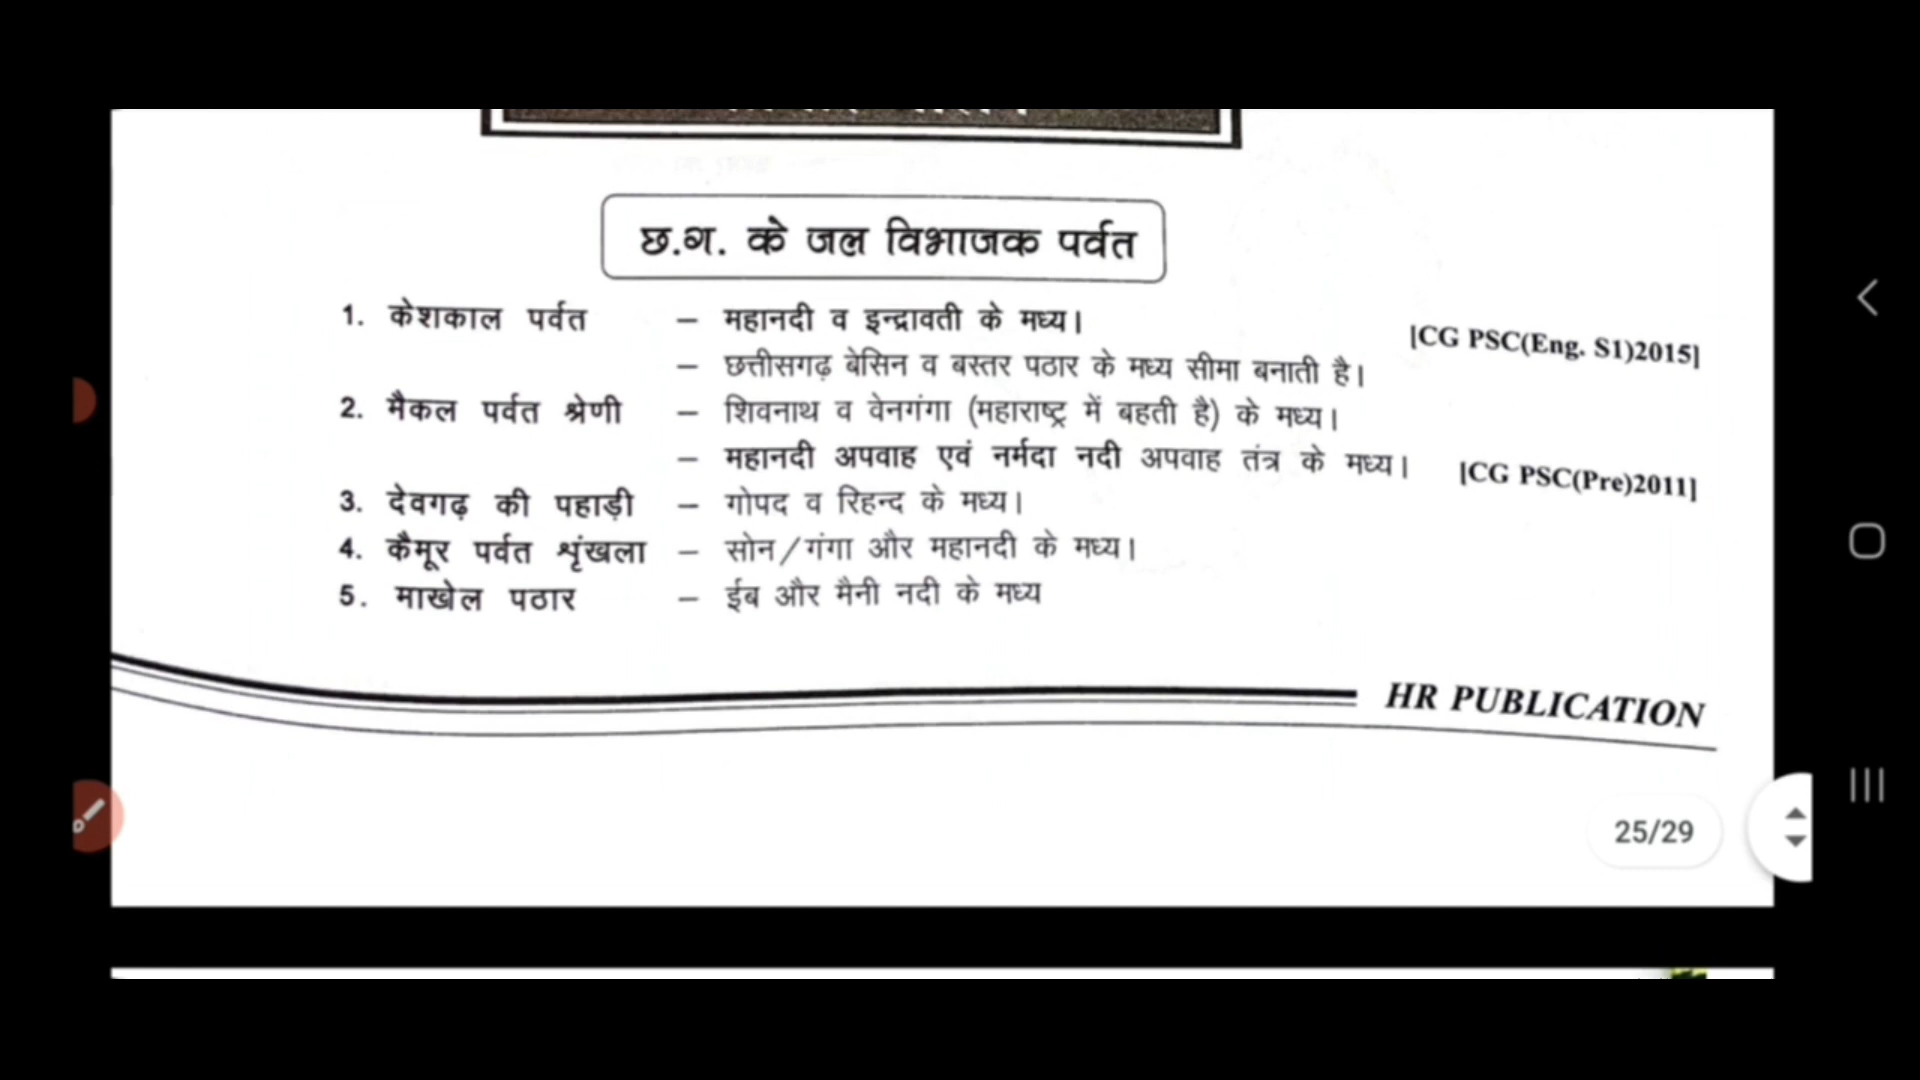 छ.ग. के जल विभाजक पर्वत
1. केशकाल पर्वत – महानदी व इन्द्रावती के मध्य। [CG PSC(Eng. S1)2015]
– छत्तीसगढ़ बेसिन व बस्तर पठार के मध्य सीमा बनाती है।
2. मैकल पर्वत श्रेणी – शिवनाथ व वेनगंगा (महाराष्ट्र में बहती है) के मध्य।
– महानदी अपवाह एवं नर्मदा नदी अपवाह तंत्र के मध्य। [CG PSC(Pre)2011]
3. देवगढ़ की पहाड़ी – गोपद व रिहन्द के मध्य।
4. कैमूर पर्वत शृंखला – सोन/गंगा और महानदी के मध्य।
5. माखेल पठार – ईब और मैनी नदी के मध्य
HR PUBLICATION
25/29